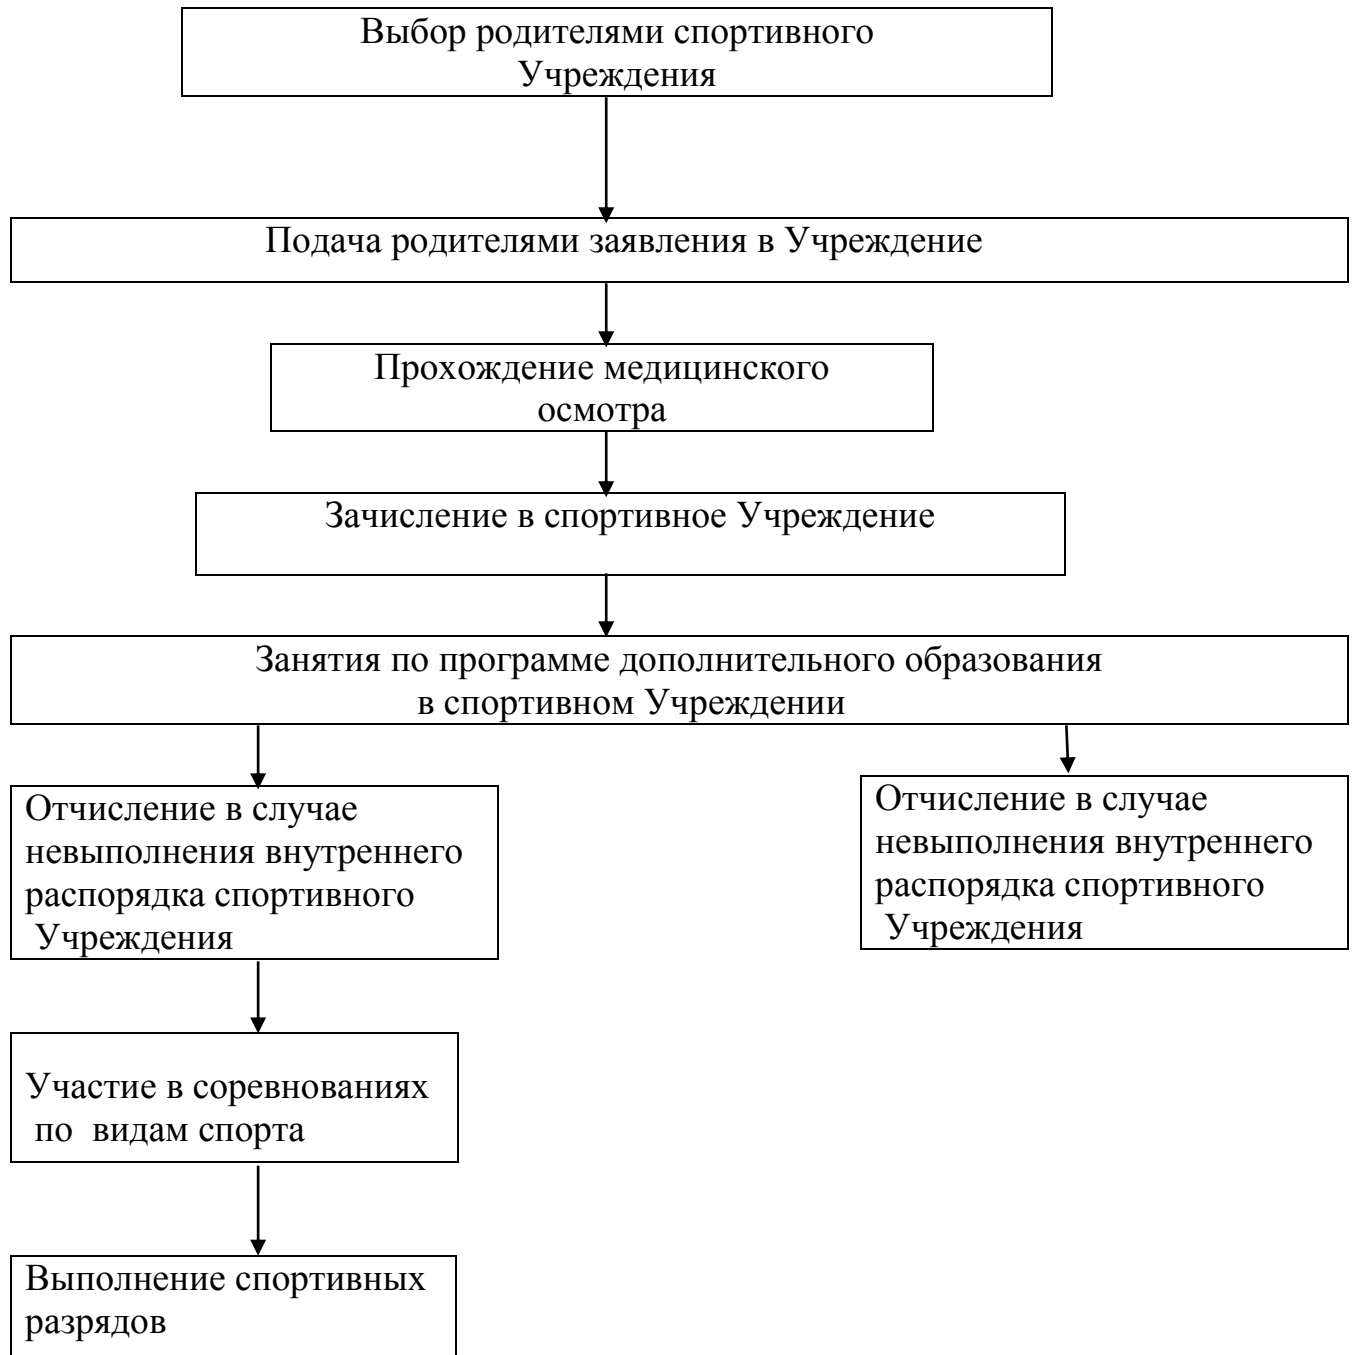 Выбор родителями спортивного
Учреждения
Подача родителями заявления в Учреждение
Прохождение медицинского
осмотра
Зачисление в спортивное Учреждение
Занятия по программе дополнительного образования
в спортивном Учреждении
Отчисление в случае
невыполнения внутреннего
распорядка спортивного
Учреждения
Отчисление в случае
невыполнения внутреннего
распорядка спортивного
Учреждения
Участие в соревнованиях
по видам спорта
Выполнение спортивных
разрядов